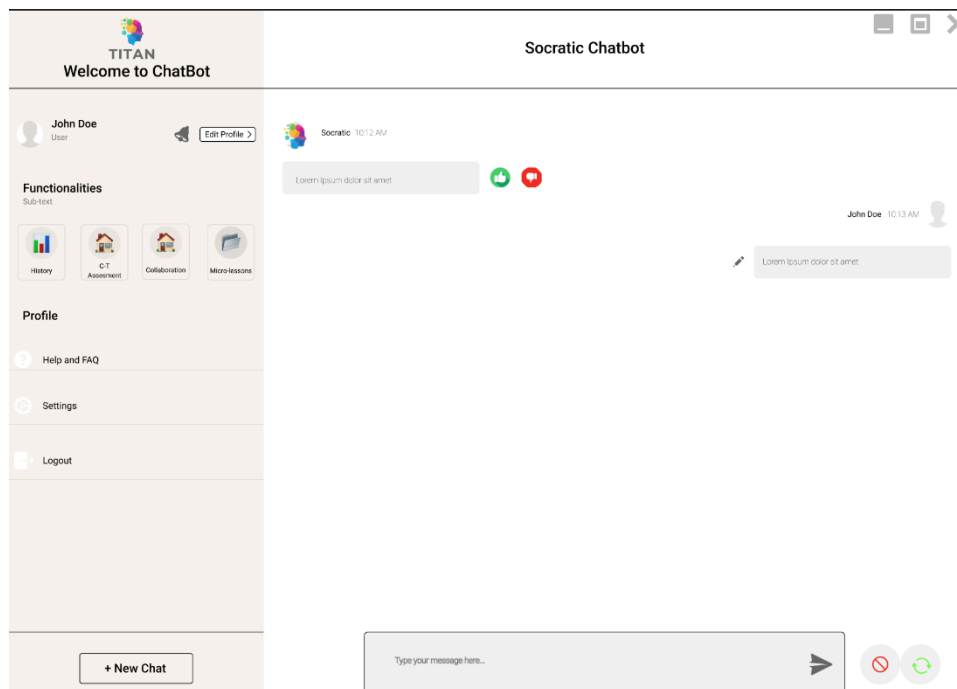 TITAN
Welcome to ChatBot
Socratic Chatbot
John Doe
User
Edit Profile >
Functionalities
Sub-text
History
C-T
Assesment
Collaboration
Micro-lessons
Profile
? Help and FAQ
Settings
Logout
+ New Chat
Socratic 10:12 AM
Lorem Ipsum dolor sit amet
John Doe 10:13 AM
Lorem Ipsum dolor sit amet
Type your message here...